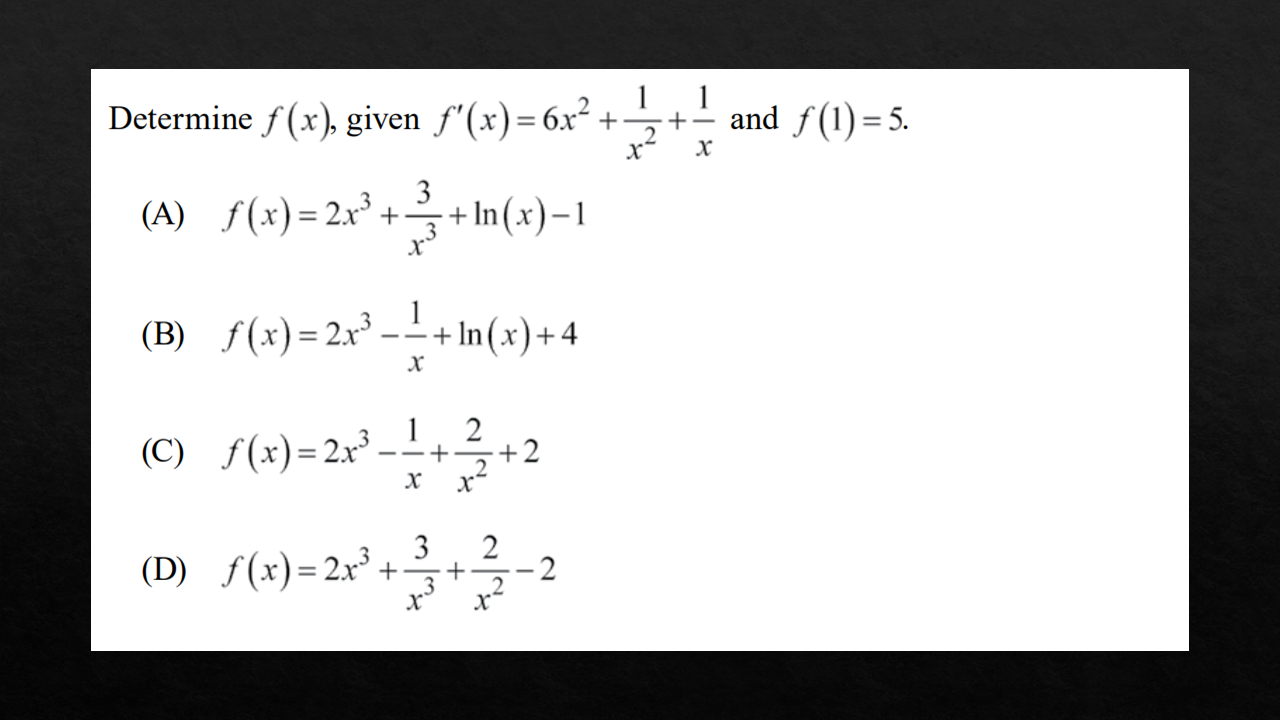 Determine f(x), given f′(x) = 6x² + 1/x² + 1/x and f(1) = 5.
(A) f(x) = 2x³ + 3/x³ + ln(x) − 1
(B) f(x) = 2x³ − 1/x + ln(x) + 4
(C) f(x) = 2x³ − 1/x + 2/x² + 2
(D) f(x) = 2x³ + 3/x³ + 2/x² − 2